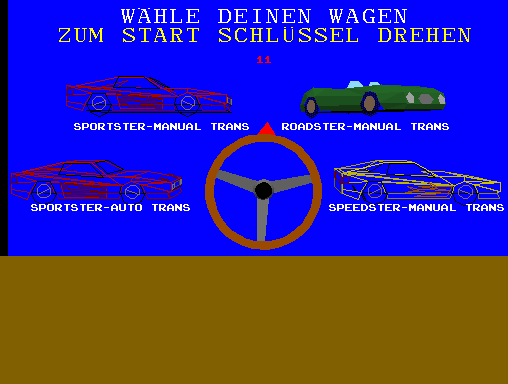 WÄHLE DEINEN WAGEN
ZUM START SCHLÜSSEL DREHEN
11
SPORTSTER-MANUAL TRANS
ROADSTER-MANUAL TRANS
SPORTSTER-AUTO TRANS
SPEEDSTER-MANUAL TRANS